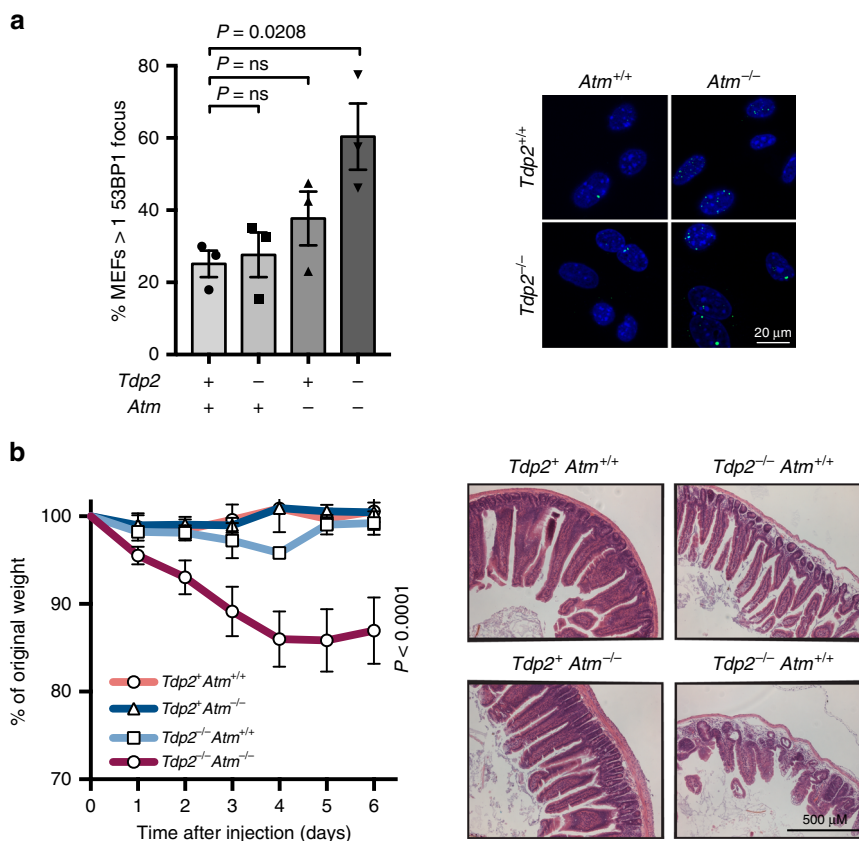 a
P = 0.0208
P = ns
P = ns
% MEFs > 1 53BP1 focus
80
60
40
20
0
Tdp2 + – + –
Atm + + – –
Atm+/+ Atm−/−
Tdp2+/+
Tdp2−/−
20 μm
b
% of original weight
100
90
80
70
0 1 2 3 4 5 6
Time after injection (days)
P < 0.0001
Tdp2+ Atm+/+
Tdp2+ Atm−/−
Tdp2−/− Atm+/+
Tdp2−/− Atm−/−
Tdp2+ Atm+/+ Tdp2−/− Atm+/+
Tdp2+ Atm−/− Tdp2−/− Atm+/+
500 μM